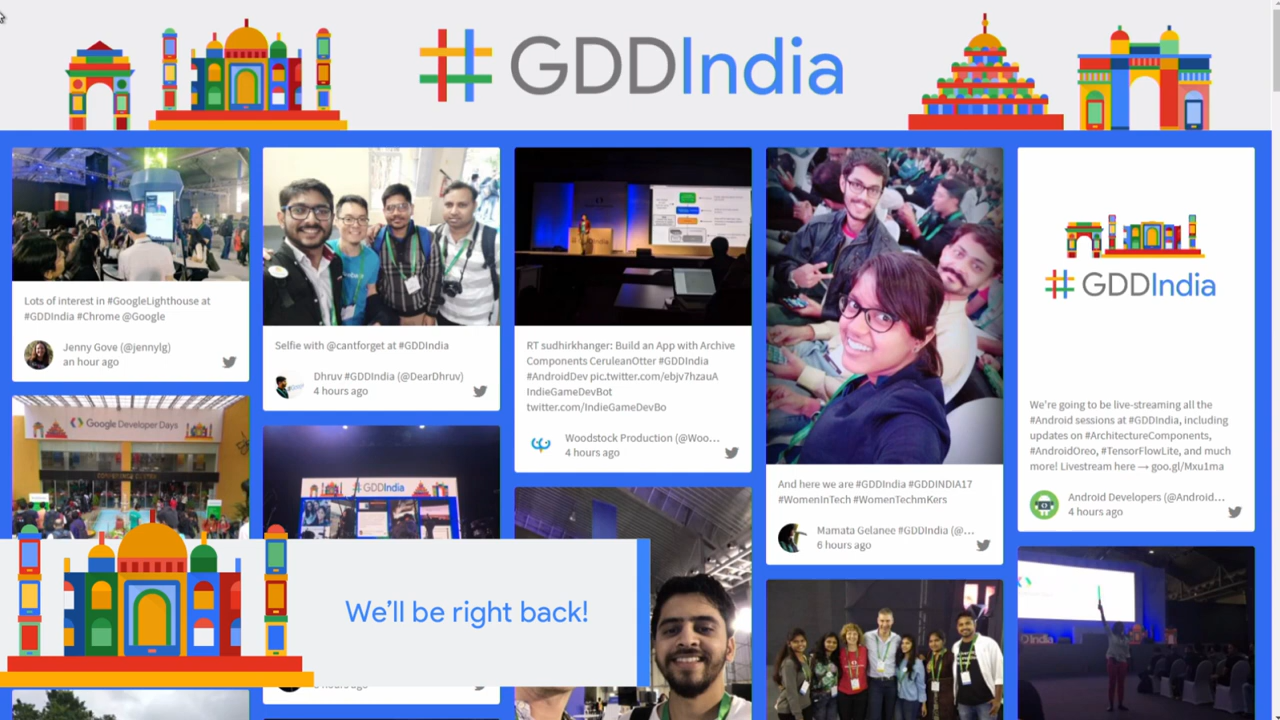 #GDDIndia
Lots of interest in #GoogleLighthouse at
#GDDIndia #Chrome @Google
Jenny Gove (@jennylg)
an hour ago
Google Developer Days
Selfie with @cantforget at #GDDIndia
Dhruv #GDDIndia (@DearDhruv)
4 hours ago
#GDDIndia
RT sudhirkhanger: Build an App with Archive
Components CeruleanOtter #GDDIndia
#AndroidDev pic.twitter.com/ebjv7hzauA
IndieGameDevBot
twitter.com/IndieGameDevBo
Woodstock Production (@Woo...
4 hours ago
And here we are #GDDIndia #GDDINDIA17
#WomenInTech #WomenTechmKers
Mamata Gelanee #GDDIndia (@...
6 hours ago
#GDDIndia
We're going to be live-streaming all the
#Android sessions at #GDDIndia, including
updates on #ArchitectureComponents,
#AndroidOreo, #TensorFlowLite, and much
more! Livestream here → goo.gl/Mxu1ma
Android Developers (@Android...
4 hours ago
We'll be right back!